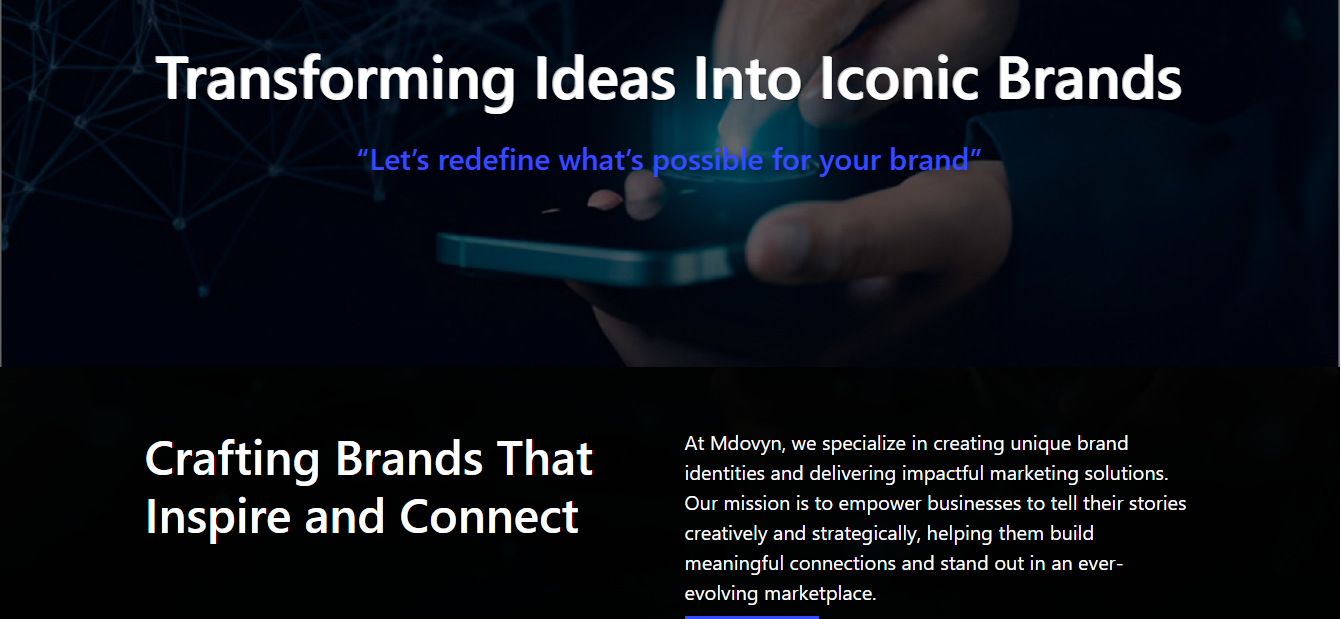 Transforming Ideas Into Iconic Brands
“Let’s redefine what’s possible for your brand”
Crafting Brands That
Inspire and Connect
At Mdovyn, we specialize in creating unique brand
identities and delivering impactful marketing solutions.
Our mission is to empower businesses to tell their stories
creatively and strategically, helping them build
meaningful connections and stand out in an ever-
evolving marketplace.